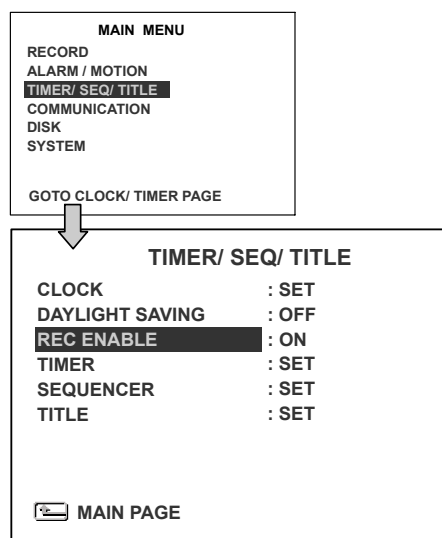 MAIN MENU
RECORD
ALARM / MOTION
TIMER/ SEQ/ TITLE
COMMUNICATION
DISK
SYSTEM
GOTO CLOCK/ TIMER PAGE
TIMER/ SEQ/ TITLE
CLOCK : SET
DAYLIGHT SAVING : OFF
REC ENABLE : ON
TIMER : SET
SEQUENCER : SET
TITLE : SET
MAIN PAGE